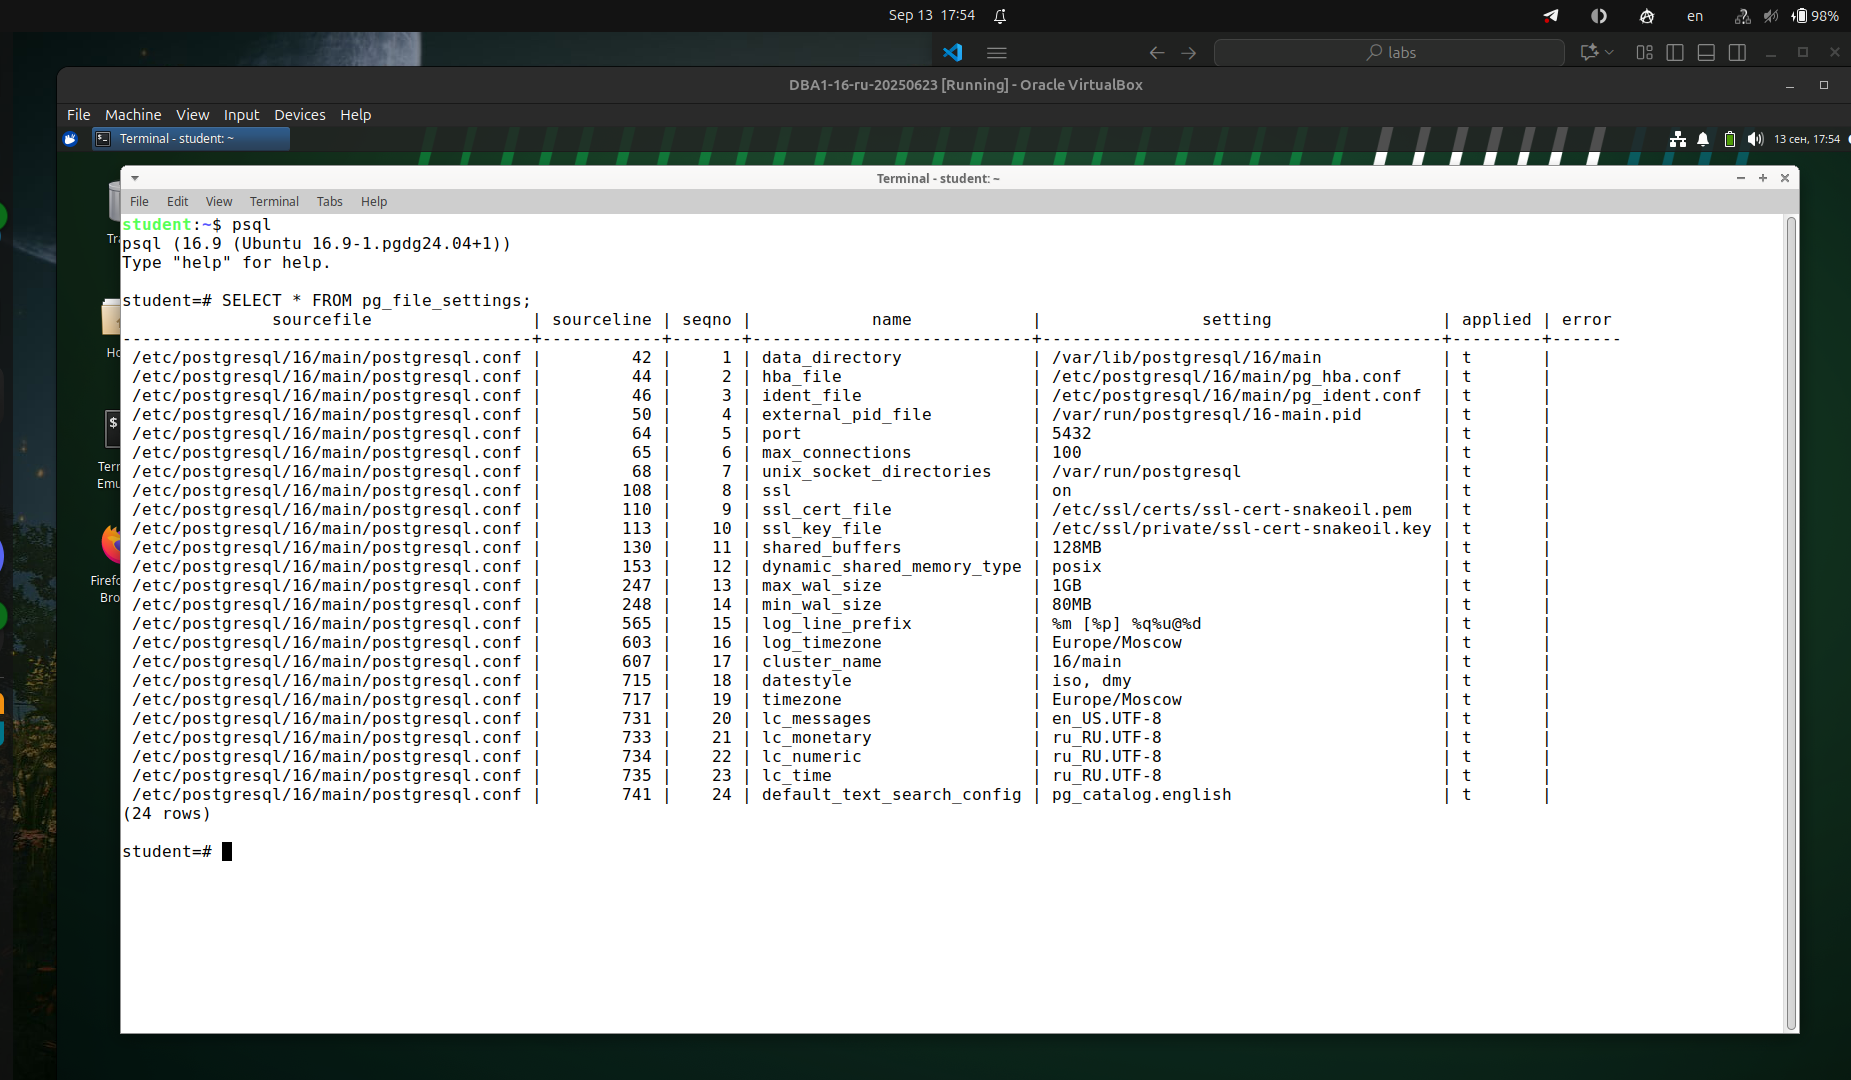 Sep 13 17:54
en
98%
labs
DBA1-16-ru-20250623 [Running] - Oracle VirtualBox
File Machine View Input Devices Help
Terminal - student: ~
13 сен, 17:54
Terminal - student: ~
File Edit View Terminal Tabs Help
student:~$ psql
psql (16.9 (Ubuntu 16.9-1.pgdg24.04+1))
Type "help" for help.
student=# SELECT * FROM pg_file_settings;
sourcefile | sourceline | seqno | name | setting | applied | error
-----------------------------------------+------------+-------+----------------------------+----------------------------------------+---------+-------
/etc/postgresql/16/main/postgresql.conf | 42 | 1 | data_directory | /var/lib/postgresql/16/main | t |
/etc/postgresql/16/main/postgresql.conf | 44 | 2 | hba_file | /etc/postgresql/16/main/pg_hba.conf | t |
/etc/postgresql/16/main/postgresql.conf | 46 | 3 | ident_file | /etc/postgresql/16/main/pg_ident.conf | t |
/etc/postgresql/16/main/postgresql.conf | 50 | 4 | external_pid_file | /var/run/postgresql/16-main.pid | t |
/etc/postgresql/16/main/postgresql.conf | 64 | 5 | port | 5432 | t |
/etc/postgresql/16/main/postgresql.conf | 65 | 6 | max_connections | 100 | t |
/etc/postgresql/16/main/postgresql.conf | 68 | 7 | unix_socket_directories | /var/run/postgresql | t |
/etc/postgresql/16/main/postgresql.conf | 108 | 8 | ssl | on | t |
/etc/postgresql/16/main/postgresql.conf | 110 | 9 | ssl_cert_file | /etc/ssl/certs/ssl-cert-snakeoil.pem | t |
/etc/postgresql/16/main/postgresql.conf | 113 | 10 | ssl_key_file | /etc/ssl/private/ssl-cert-snakeoil.key | t |
/etc/postgresql/16/main/postgresql.conf | 130 | 11 | shared_buffers | 128MB | t |
/etc/postgresql/16/main/postgresql.conf | 153 | 12 | dynamic_shared_memory_type | posix | t |
/etc/postgresql/16/main/postgresql.conf | 247 | 13 | max_wal_size | 1GB | t |
/etc/postgresql/16/main/postgresql.conf | 248 | 14 | min_wal_size | 80MB | t |
/etc/postgresql/16/main/postgresql.conf | 565 | 15 | log_line_prefix | %m [%p] %q%u@%d | t |
/etc/postgresql/16/main/postgresql.conf | 603 | 16 | log_timezone | Europe/Moscow | t |
/etc/postgresql/16/main/postgresql.conf | 607 | 17 | cluster_name | 16/main | t |
/etc/postgresql/16/main/postgresql.conf | 715 | 18 | datestyle | iso, dmy | t |
/etc/postgresql/16/main/postgresql.conf | 717 | 19 | timezone | Europe/Moscow | t |
/etc/postgresql/16/main/postgresql.conf | 731 | 20 | lc_messages | en_US.UTF-8 | t |
/etc/postgresql/16/main/postgresql.conf | 733 | 21 | lc_monetary | ru_RU.UTF-8 | t |
/etc/postgresql/16/main/postgresql.conf | 734 | 22 | lc_numeric | ru_RU.UTF-8 | t |
/etc/postgresql/16/main/postgresql.conf | 735 | 23 | lc_time | ru_RU.UTF-8 | t |
/etc/postgresql/16/main/postgresql.conf | 741 | 24 | default_text_search_config | pg_catalog.english | t |
(24 rows)
student=#